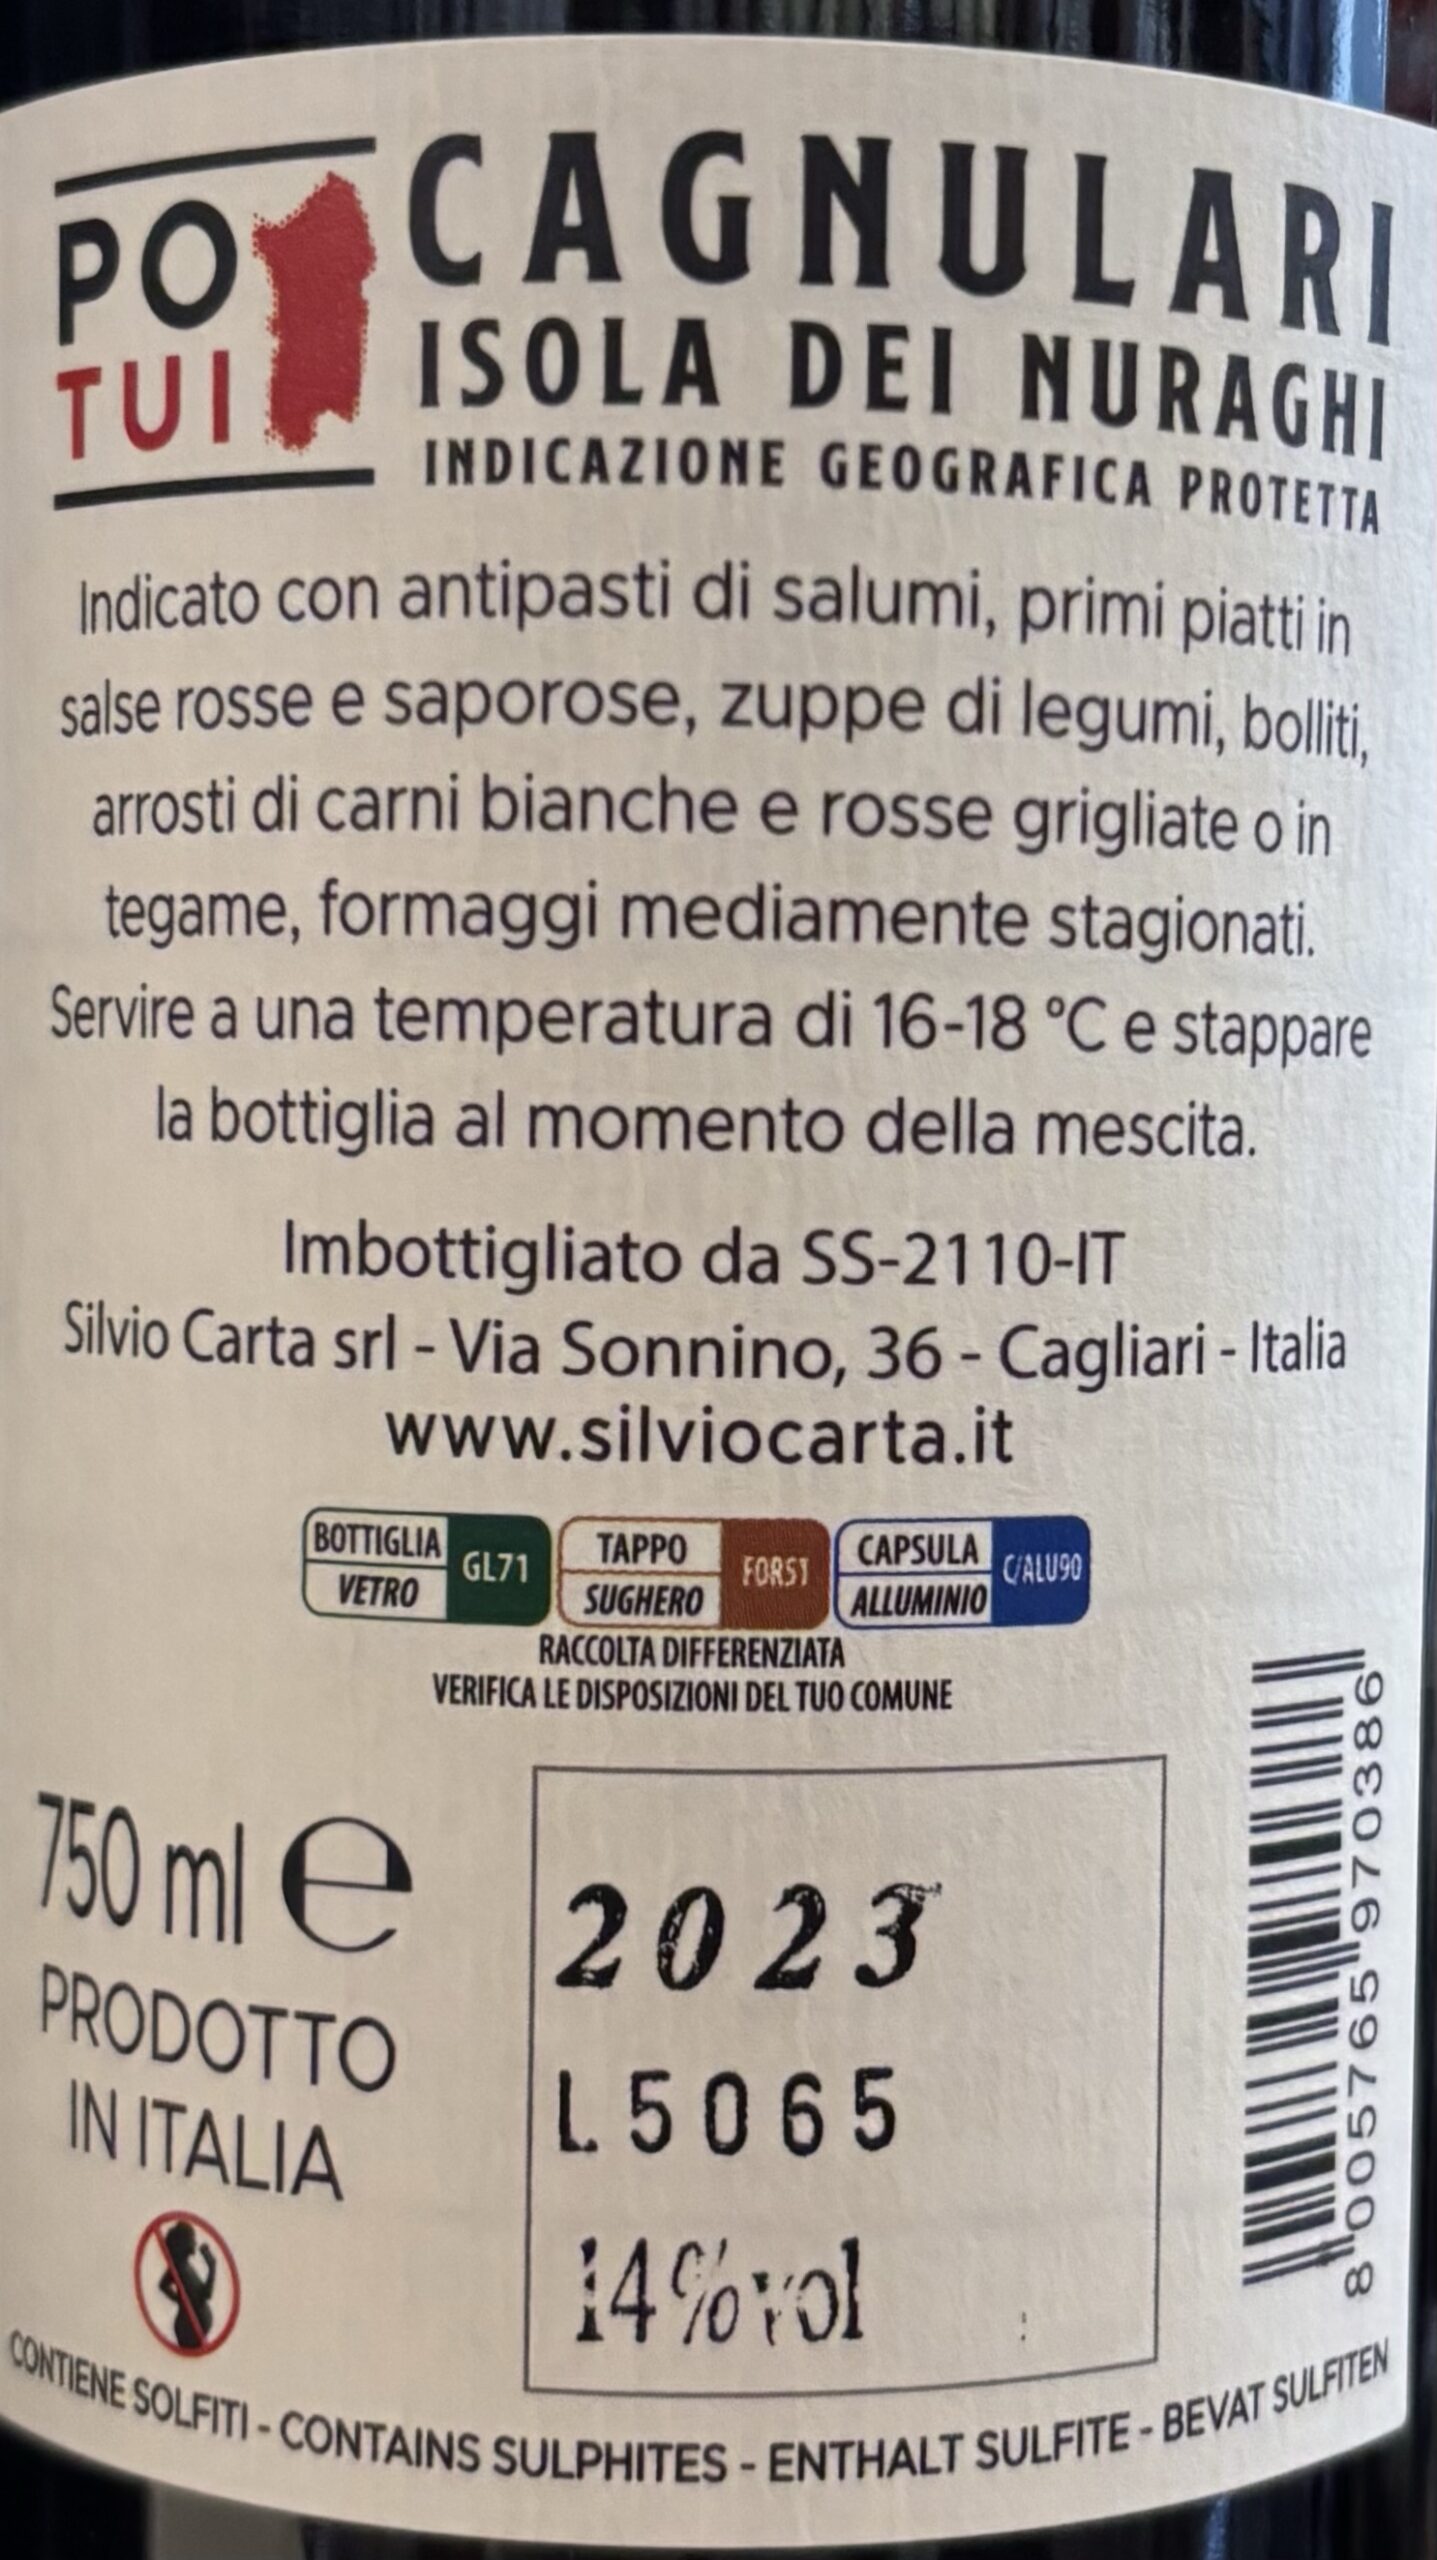 PO
TUI
CAGNULARI
ISOLA DEI NURAGHI
INDICAZIONE GEOGRAFICA PROTETTA
Indicato con antipasti di salumi, primi piatti in
salse rosse e saporose, zuppe di legumi, bolliti,
arrosti di carni bianche e rosse grigliate o in
tegame, formaggi mediamente stagionati.
Servire a una temperatura di 16-18 °C e stappare
la bottiglia al momento della mescita.
Imbottigliato da SS-2110-IT
Silvio Carta srl - Via Sonnino, 36 - Cagliari - Italia
www.silviocarta.it
BOTTIGLIA
VETRO
GL71
TAPPO
SUGHERO
FOR51
CAPSULA
ALLUMINIO
C/ALU90
RACCOLTA DIFFERENZIATA
VERIFICA LE DISPOSIZIONI DEL TUO COMUNE
750 ml e
PRODOTTO
IN ITALIA
2023
L5065
14%vol
8 005765 970386
CONTIENE SOLFITI - CONTAINS SULPHITES - ENTHALT SULFITE - BEVAT SULFITEN